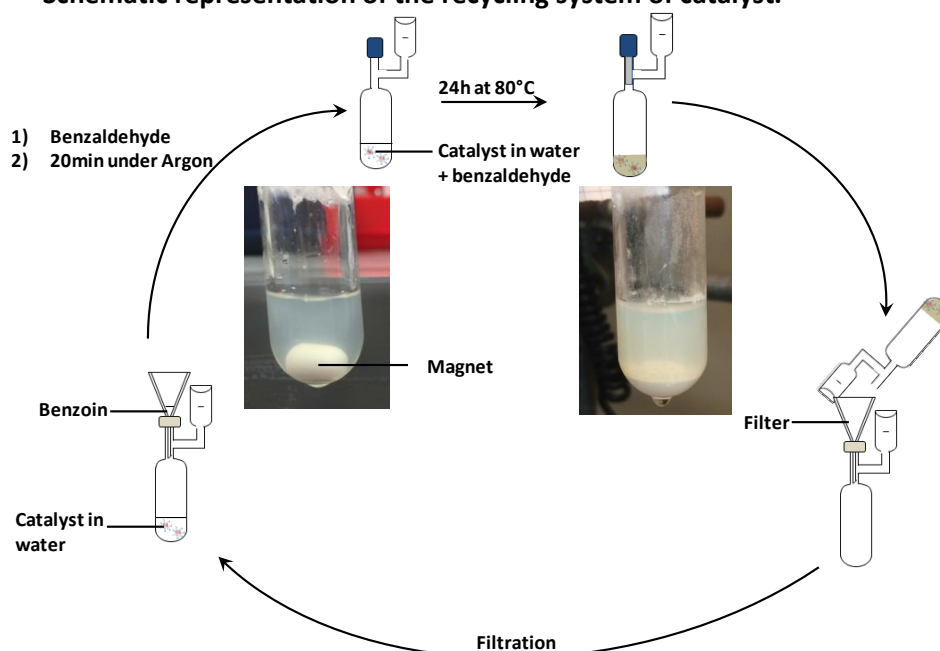 Schematic representation of the recycling system of catalyst.
24h at 80°C
1) Benzaldehyde
2) 20min under Argon
Catalyst in water
+ benzaldehyde
Magnet
Benzoin
Filter
Catalyst in
water
Filtration